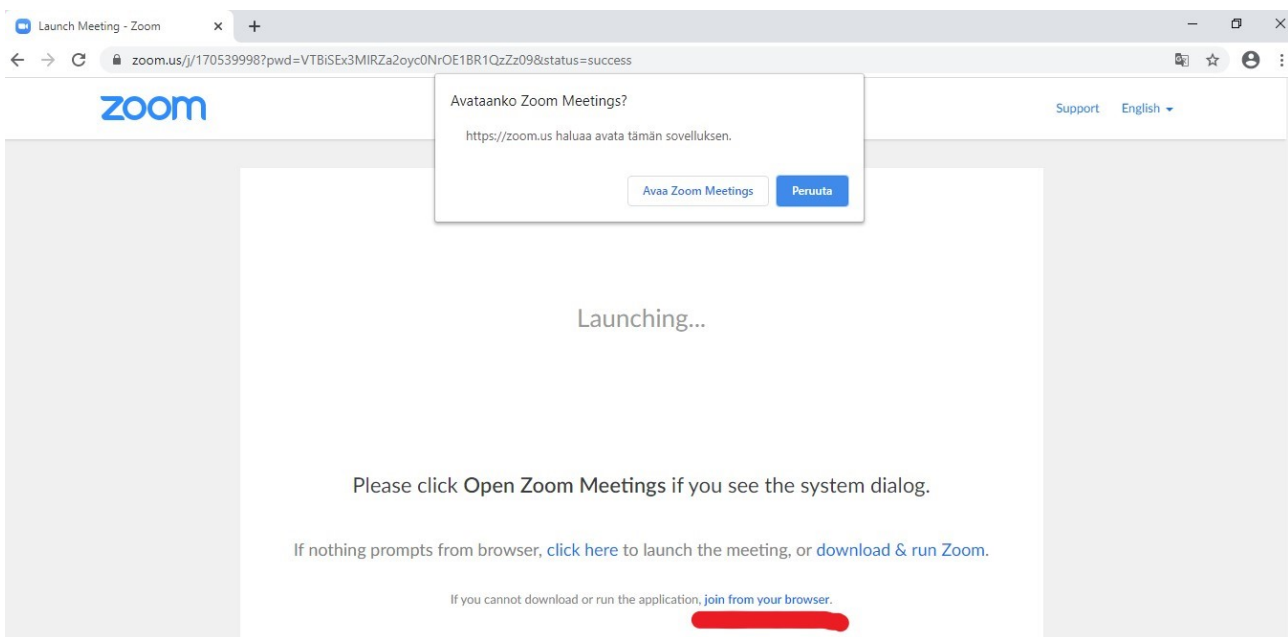 Launch Meeting - Zoom
zoom.us/j/170539998?pwd=VTBiSEx3MlRZa2oyc0NrOE1BR1QzZz09&status=success
Avataanko Zoom Meetings?
https://zoom.us haluaa avata tämän sovelluksen.
Avaa Zoom Meetings Peruuta
zoom Support English
Launching...
Please click Open Zoom Meetings if you see the system dialog.
If nothing prompts from browser, click here to launch the meeting, or download & run Zoom.
If you cannot download or run the application, join from your browser.